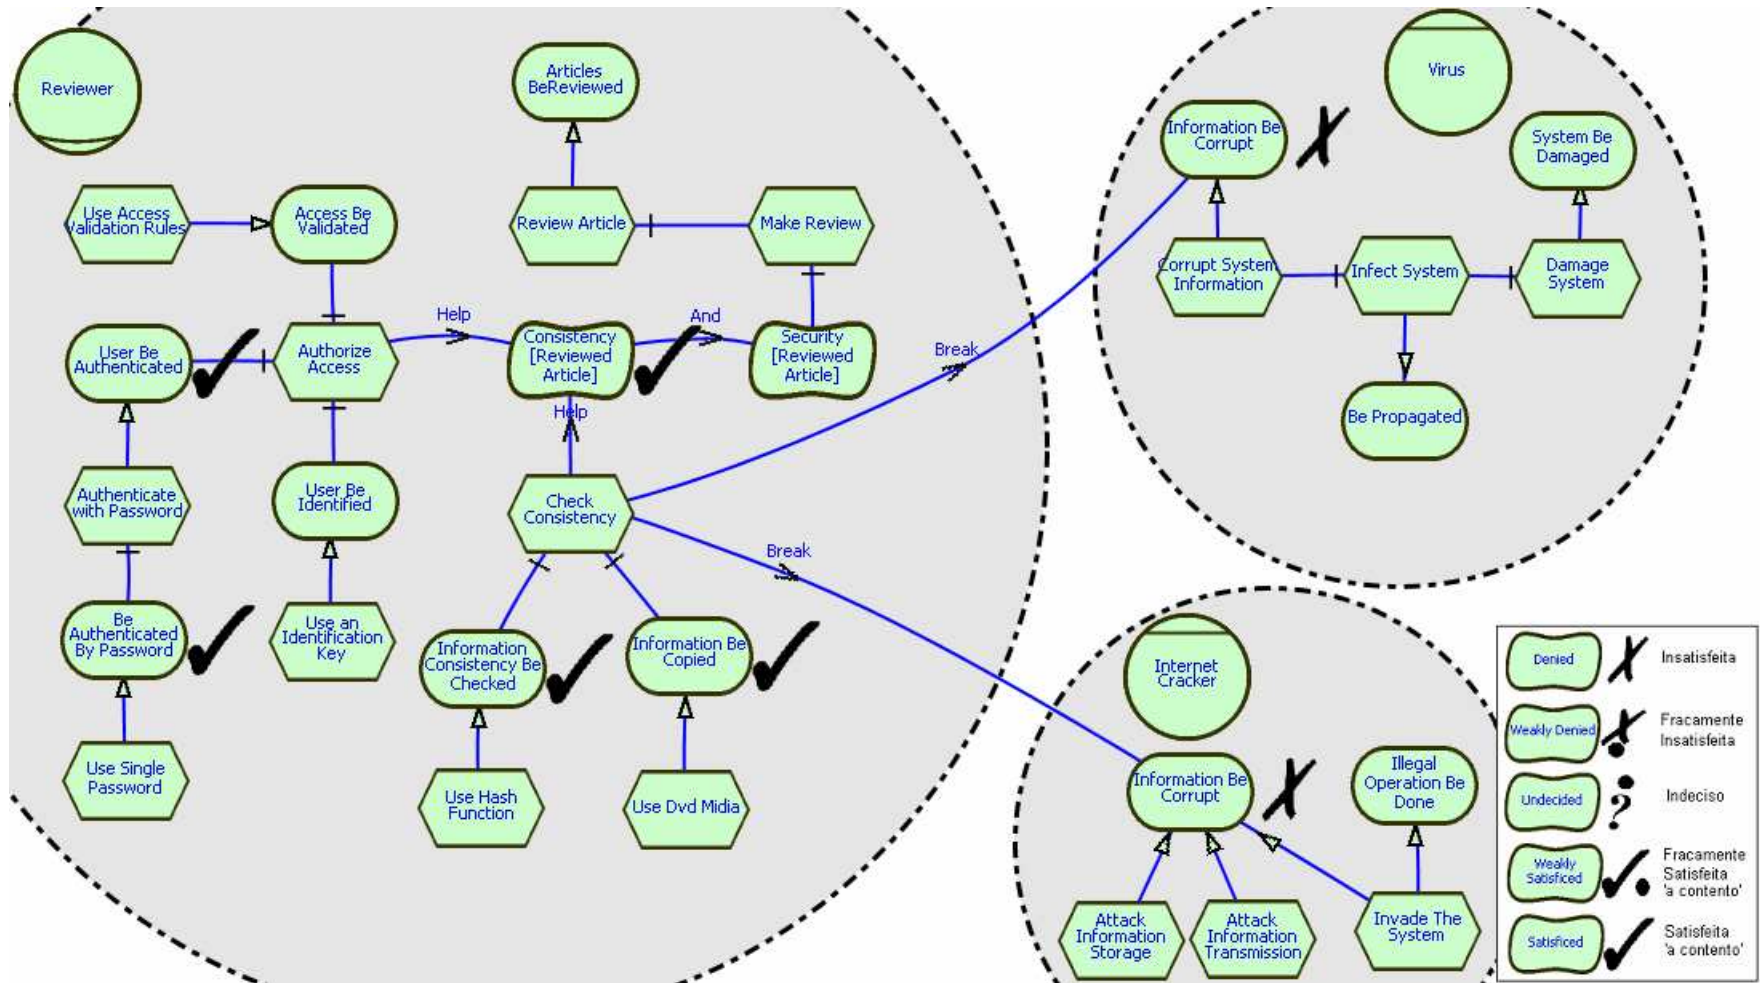 Reviewer
Articles
BeReviewed
Use Access
Validation Rules
Access Be
Validated
Review Article
Make Review
User Be
Authenticated
Authorize
Access
Help
Consistency
[Reviewed
Article]
And
Security
[Reviewed
Article]
Help
Break
Authenticate
with Password
User Be
Identified
Check
Consistency
Break
Be
Authenticated
By Password
Use an
Identification
Key
Information
Consistency Be
Checked
Information Be
Copied
Use Single
Password
Use Hash
Function
Use Dvd Midia
Virus
Information Be
Corrupt
System Be
Damaged
Corrupt System
Information
Infect System
Damage
System
Be Propagated
Internet
Cracker
Information Be
Corrupt
Illegal
Operation Be
Done
Attack
Information
Storage
Attack
Information
Transmission
Invade The
System
Denied
Insatisfeita
Weakly Denied
Fracamente
Insatisfeita
Undecided
Indeciso
Weakly
Satisficed
Fracamente
Satisfeita
'a contento'
Satisficed
Satisfeita
'a contento'